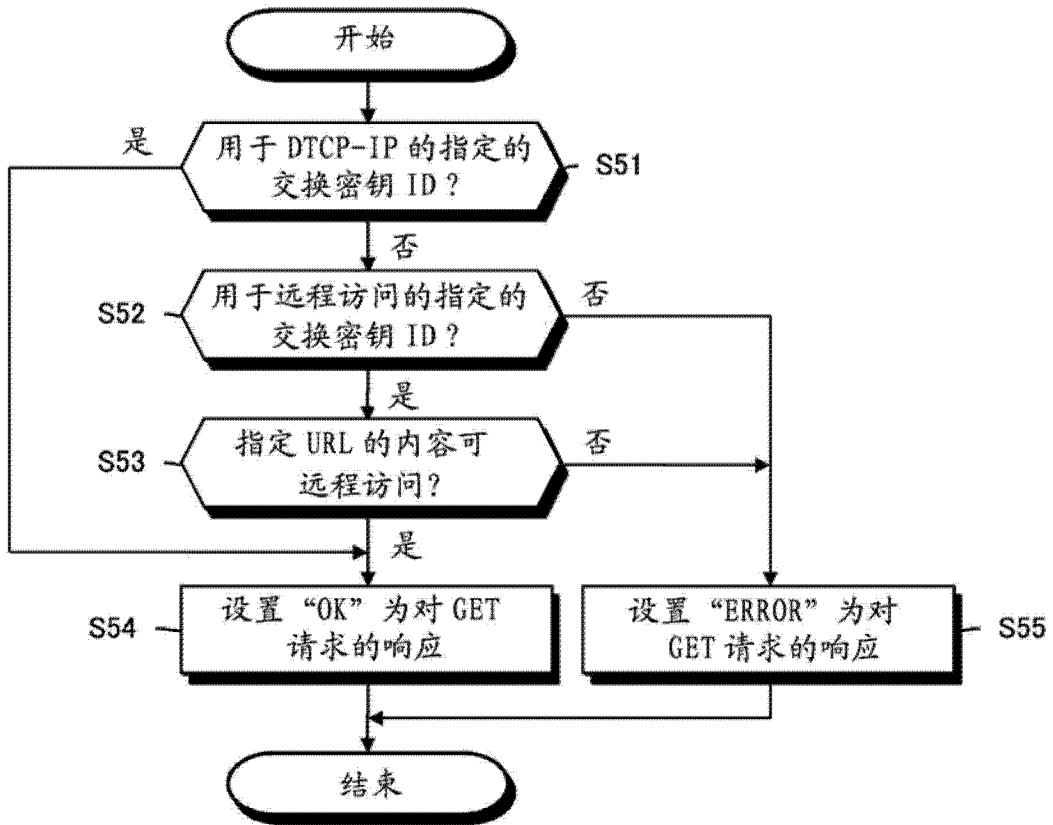 开始
是
用于 DTCP-IP 的指定的
交换密钥 ID？
S51
否
用于远程访问的指定的
交换密钥 ID？
S52
否
是
指定 URL 的内容可
远程访问？
S53
否
是
设置“OK”为对 GET
请求的响应
S54
设置“ERROR”为对
GET 请求的响应
S55
结束